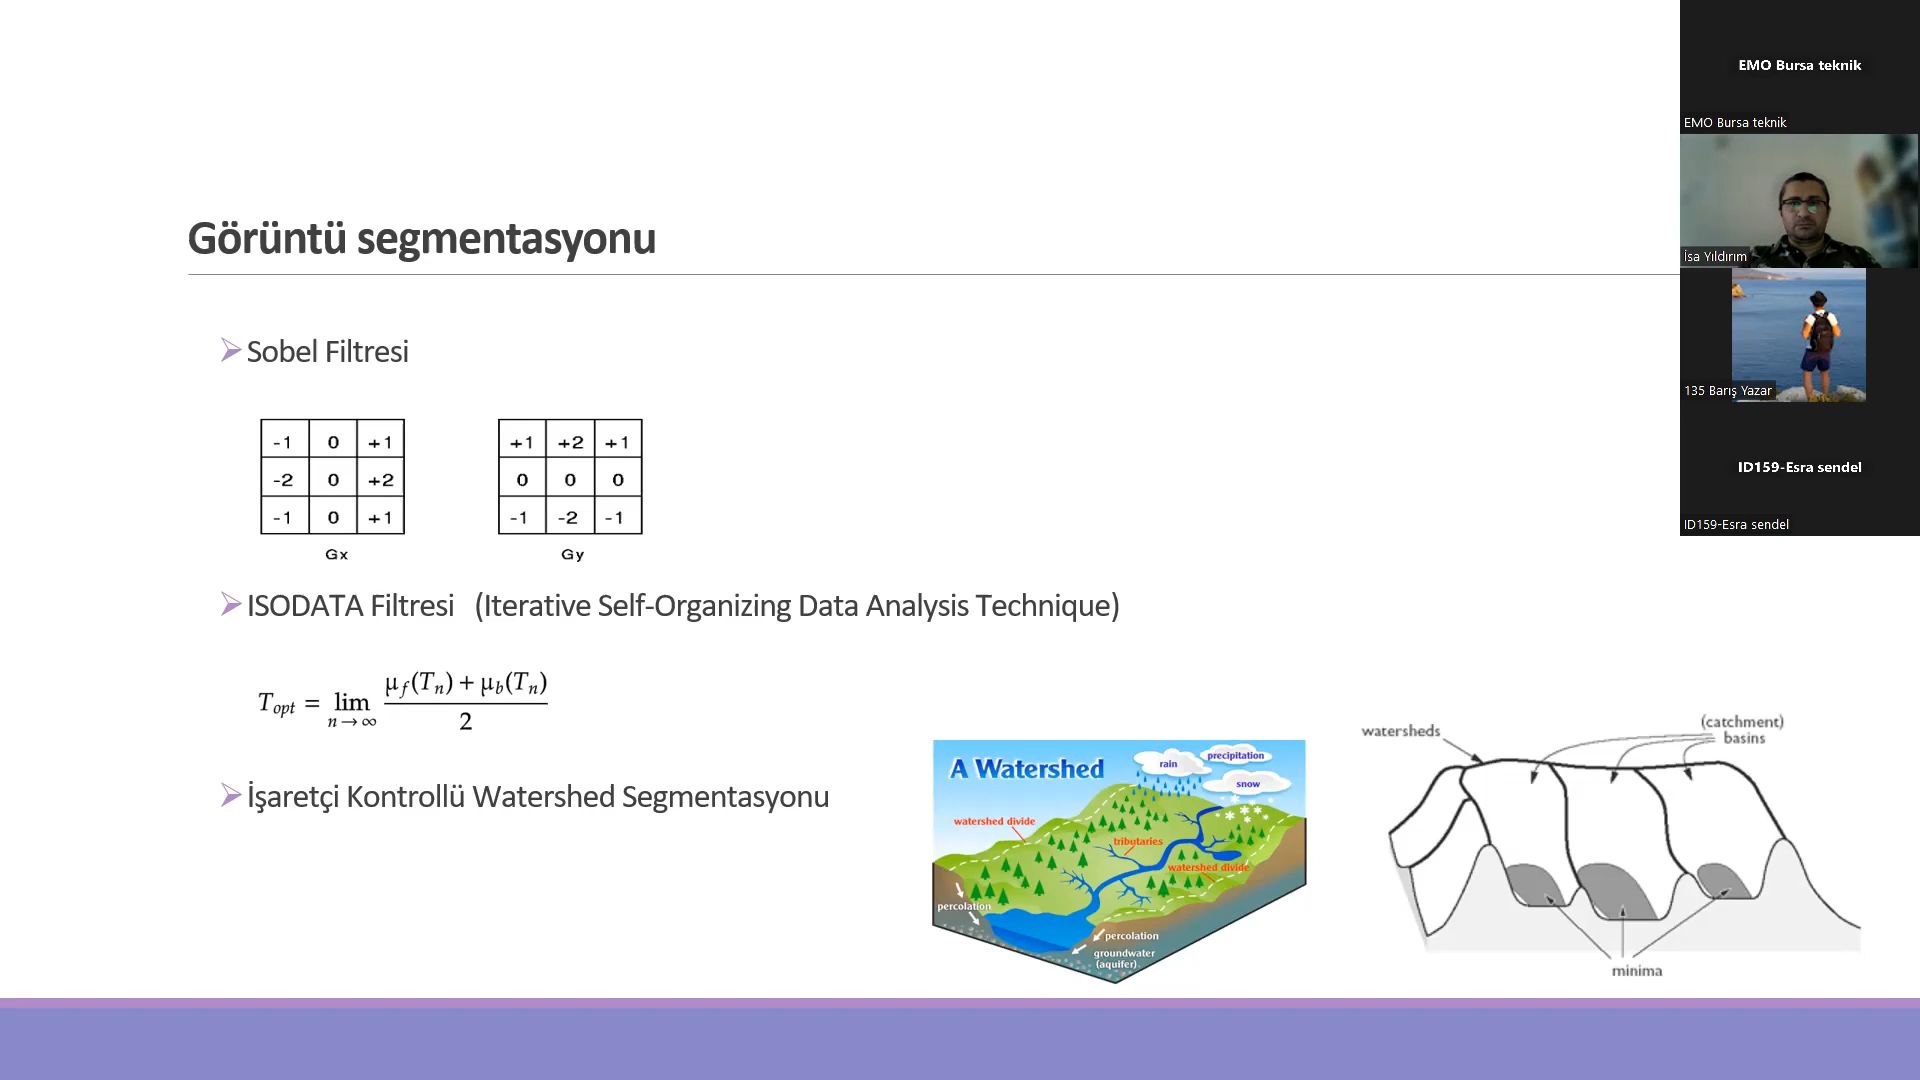 EMO Bursa teknik
EMO Bursa teknik
İsa Yıldırım
135 Barış Yazar
ID159-Esra sendel
ID159-Esra sendel
Görüntü segmentasyonu
Sobel Filtresi
-1 0 +1
-2 0 +2
-1 0 +1
Gx
+1 +2 +1
0 0 0
-1 -2 -1
Gy
ISODATA Filtresi (Iterative Self-Organizing Data Analysis Technique)
T_opt = lim n→∞ (μ_f(T_n) + μ_b(T_n)) / 2
İşaretçi Kontrollü Watershed Segmentasyonu
A Watershed
rain
precipitation
snow
watershed divide
tributaries
watershed divide
percolation
percolation
groundwater
(aquifer)
watersheds
(catchment)
basins
minima